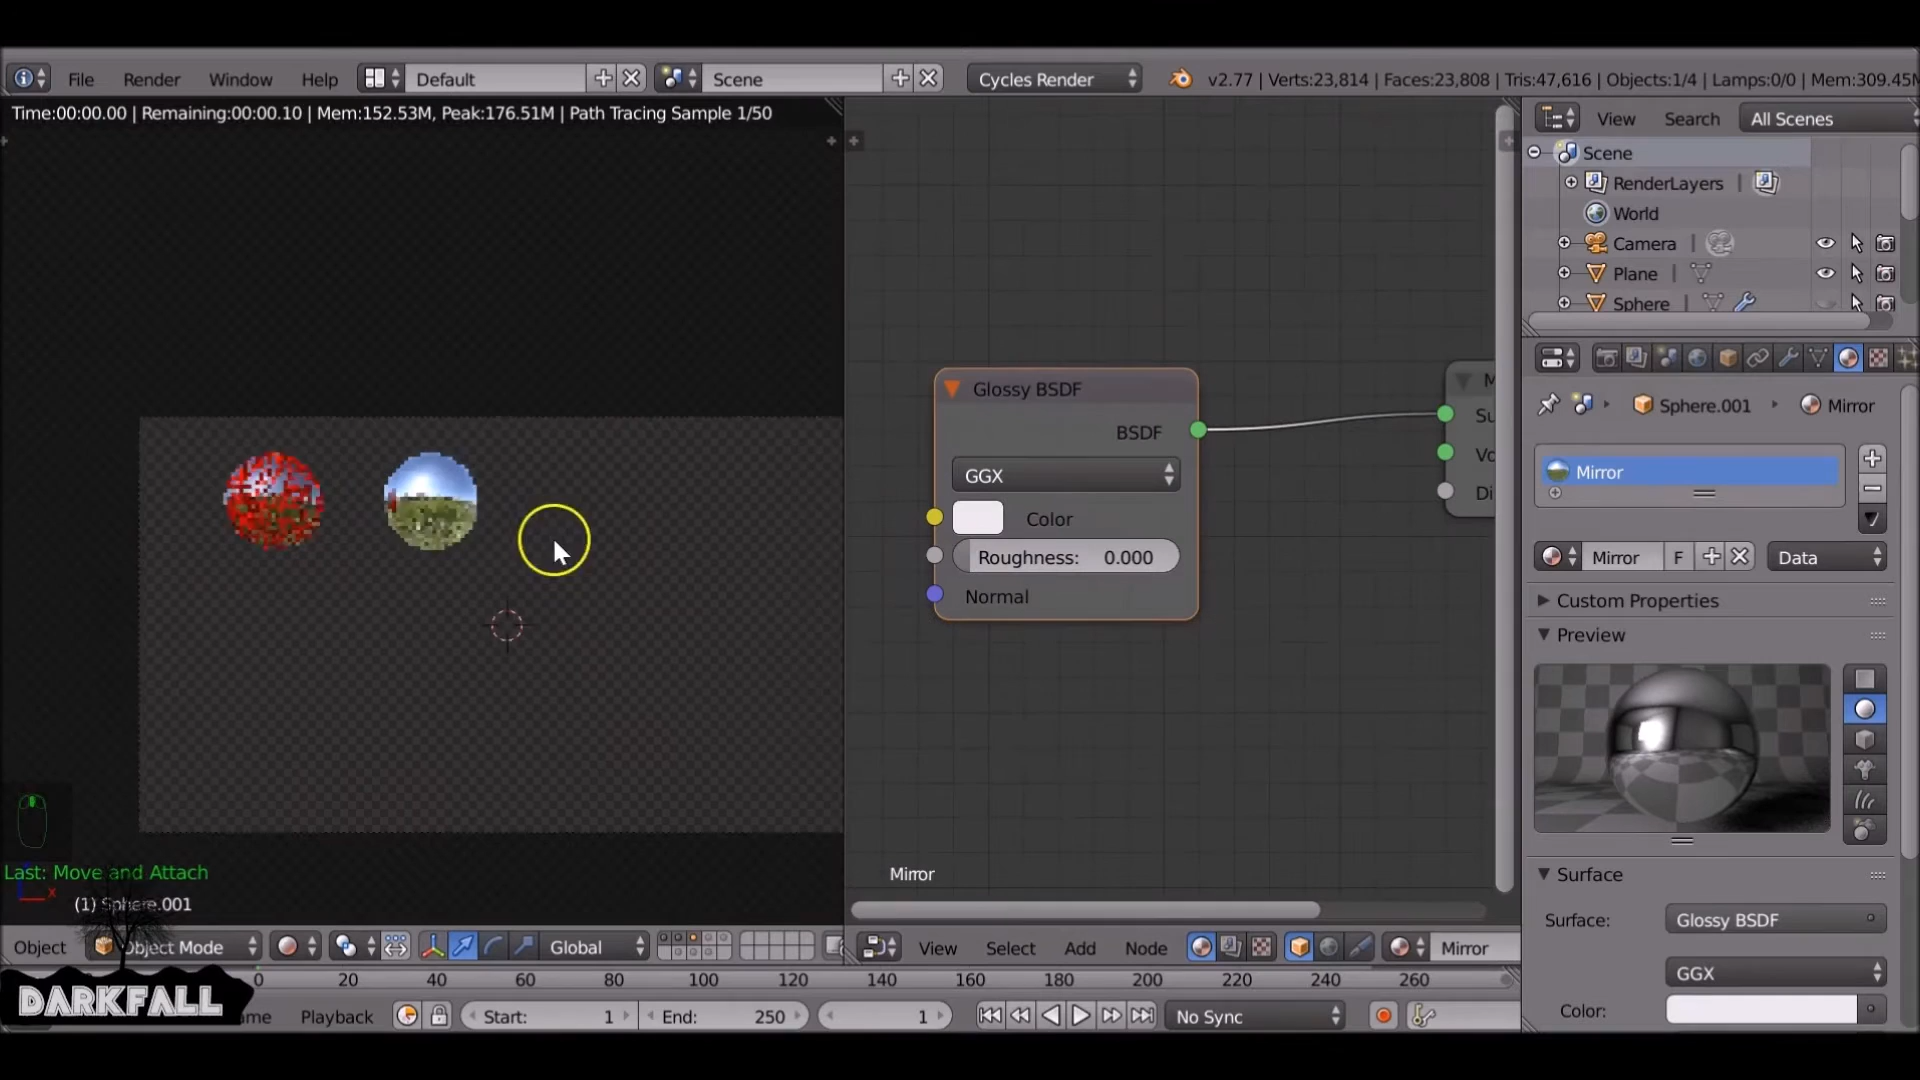 File Render Window Help Default Scene Cycles Render v2.77 | Verts:23,814 | Faces:23,808 | Tris:47,616 | Objects:1/4 | Lamps:0/0 | Mem:309.45M
Time:00:00.00 | Remaining:00:00.10 | Mem:152.53M, Peak:176.51M | Path Tracing Sample 1/50
View Search All Scenes
Scene
RenderLayers |
World
Camera |
Plane |
Sphere |
Glossy BSDF
BSDF
GGX
Color
Roughness: 0.000
Normal
M
Su
Vo
Di
Mirror
Sphere.001 Mirror
Mirror
Mirror F Data
Custom Properties
Preview
Surface
Surface: Glossy BSDF
GGX
Color:
Last: Move and Attach
x
(1) Sphere.001
Object Object Mode Global
View Select Add Node Mirror
0 20 40 60 80 100 120 140 160 180 200 220 240 260
DARKFALL
ame Playback Start: 1 End: 250 1 No Sync